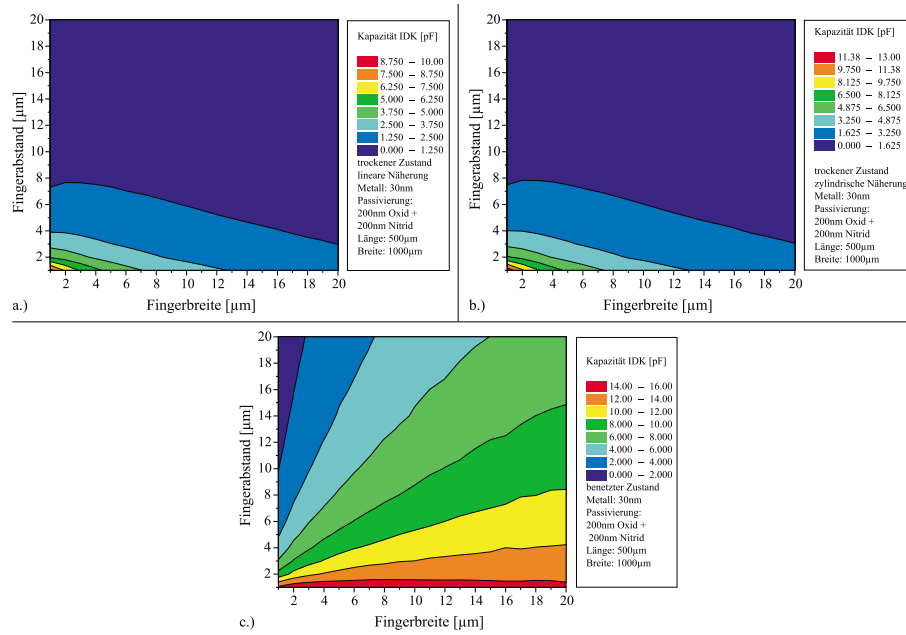 20
18
16
14
12
10
8
6
4
2
Fingerabstand [µm]
2 4 6 8 10 12 14 16 18 20
Fingerbreite [µm]
a.)
Kapazität IDK [pF]
8.750 – 10.00
7.500 – 8.750
6.250 – 7.500
5.000 – 6.250
3.750 – 5.000
2.500 – 3.750
1.250 – 2.500
0.000 – 1.250
trockener Zustand
lineare Näherung
Metall: 30nm
Passivierung:
200nm Oxid +
200nm Nitrid
Länge: 500µm
Breite: 1000µm
20
18
16
14
12
10
8
6
4
2
Fingerabstand [µm]
2 4 6 8 10 12 14 16 18 20
Fingerbreite [µm]
b.)
Kapazität IDK [pF]
11.38 – 13.00
9.750 – 11.38
8.125 – 9.750
6.500 – 8.125
4.875 – 6.500
3.250 – 4.875
1.625 – 3.250
0.000 – 1.625
trockener Zustand
zylindrische Näherung
Metall: 30nm
Passivierung:
200nm Oxid +
200nm Nitrid
Länge: 500µm
Breite: 1000µm
20
18
16
14
12
10
8
6
4
2
Fingerabstand [µm]
2 4 6 8 10 12 14 16 18 20
Fingerbreite [µm]
c.)
Kapazität IDK [pF]
14.00 – 16.00
12.00 – 14.00
10.00 – 12.00
8.000 – 10.00
6.000 – 8.000
4.000 – 6.000
2.000 – 4.000
0.000 – 2.000
benetzter Zustand
Metall: 30nm
Passivierung:
200nm Oxid +
200nm Nitrid
Länge: 500µm
Breite: 1000µm